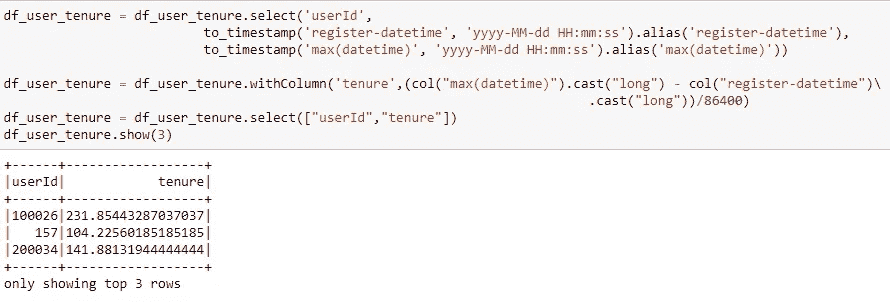 df_user_tenure = df_user_tenure.select('userId',
to_timestamp('register-datetime', 'yyyy-MM-dd HH:mm:ss').alias('register-datetime'),
to_timestamp('max(datetime)', 'yyyy-MM-dd HH:mm:ss').alias('max(datetime)'))
df_user_tenure = df_user_tenure.withColumn('tenure',(col("max(datetime)").cast("long") - col("register-datetime")\
.cast("long"))/86400)
df_user_tenure = df_user_tenure.select(["userId","tenure"])
df_user_tenure.show(3)
+------+------------------+
|userId|            tenure|
+------+------------------+
|100026|231.85443287037037|
|   157|104.22560185185185|
|200034|141.88131944444444|
+------+------------------+
only showing top 3 rows